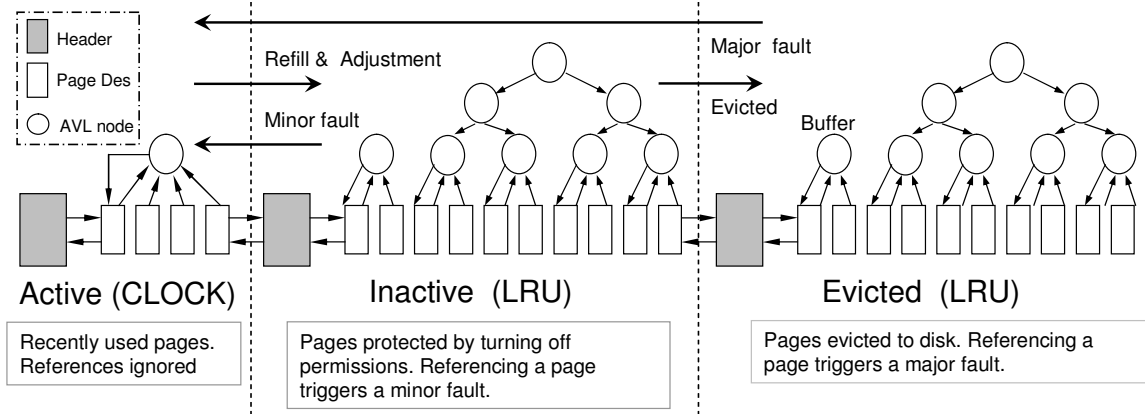 Header
Page Des
AVL node
Major fault
Refill & Adjustment
Evicted
Minor fault
Buffer
Active (CLOCK)
Inactive (LRU)
Evicted (LRU)
Recently used pages.
References ignored
Pages protected by turning off
permissions. Referencing a page
triggers a minor fault.
Pages evicted to disk. Referencing a
page triggers a major fault.